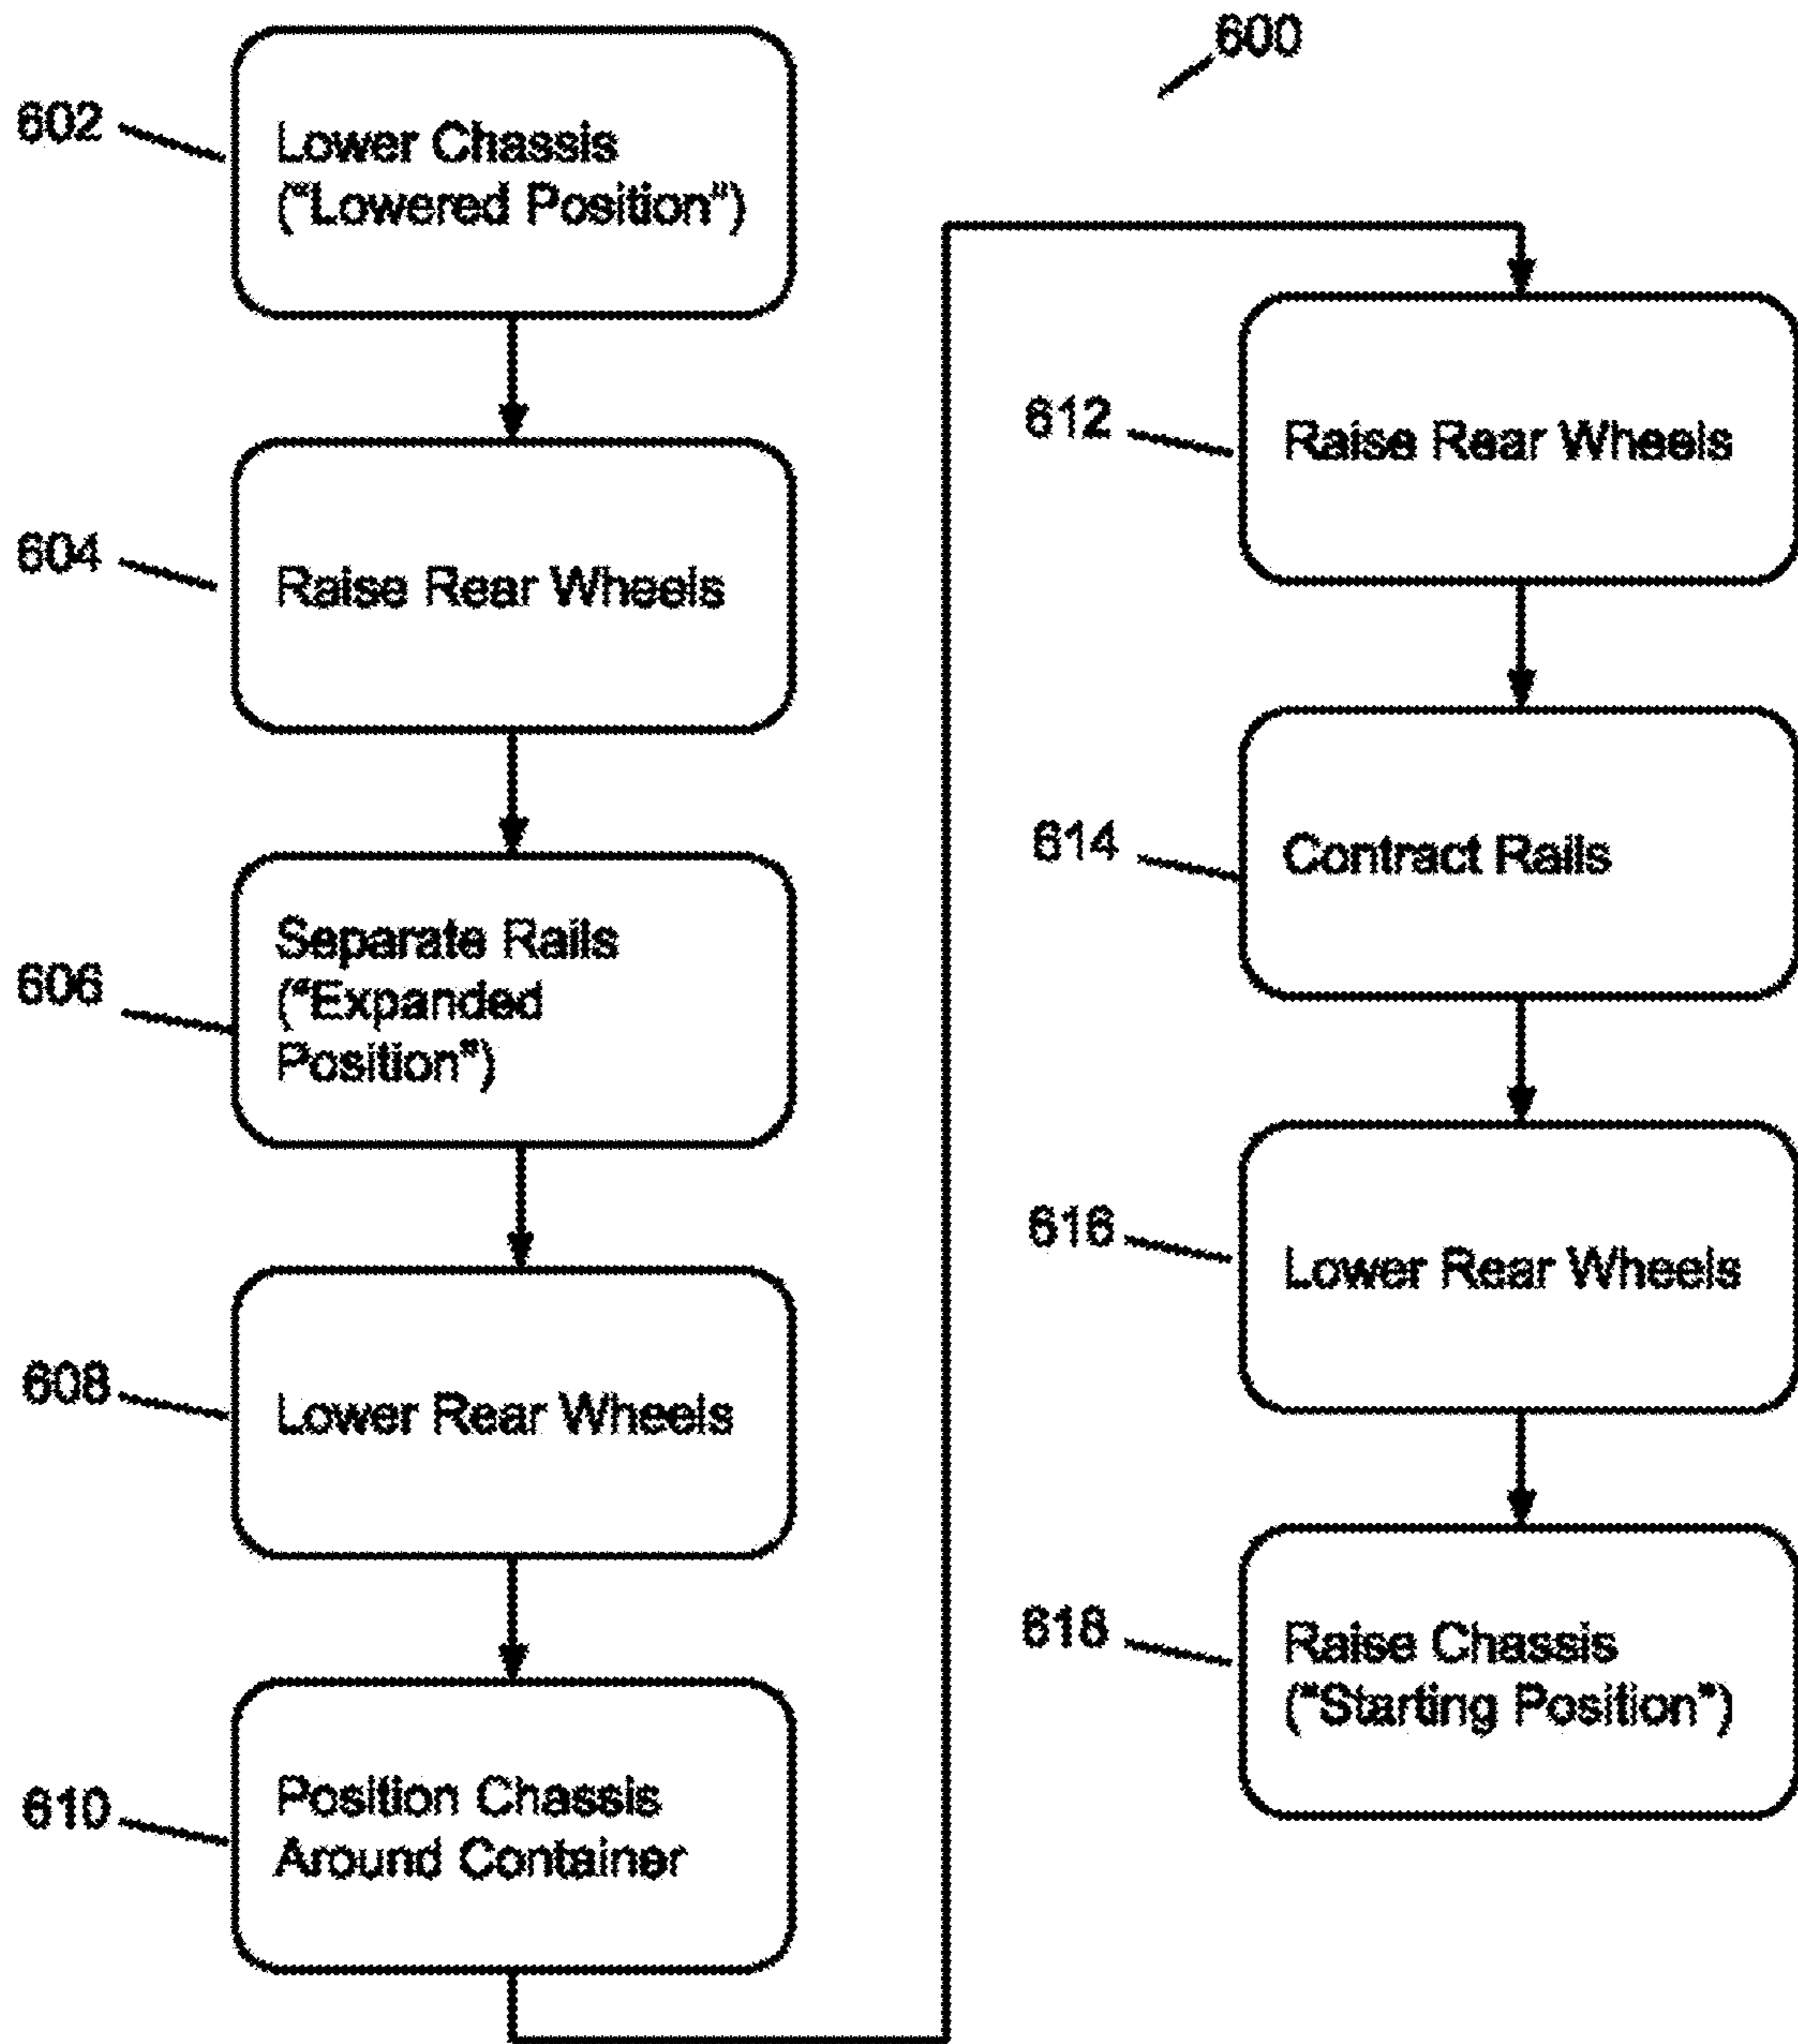 600
602
Lower Chassis
("Lowered Position")
604
Raise Rear Wheels
606
Separate Rails
("Expanded
Position")
608
Lower Rear Wheels
610
Position Chassis
Around Container
612
Raise Rear Wheels
614
Contract Rails
616
Lower Rear Wheels
618
Raise Chassis
("Starting Position")